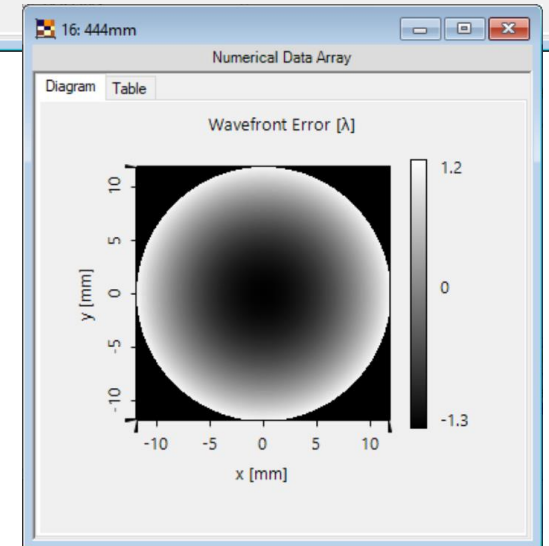 16: 444mm
Numerical Data Array
Diagram Table
Wavefront Error [λ]
1.2
0
-1.3
10
5
0
-5
-10
y [mm]
-10 -5 0 5 10
x [mm]